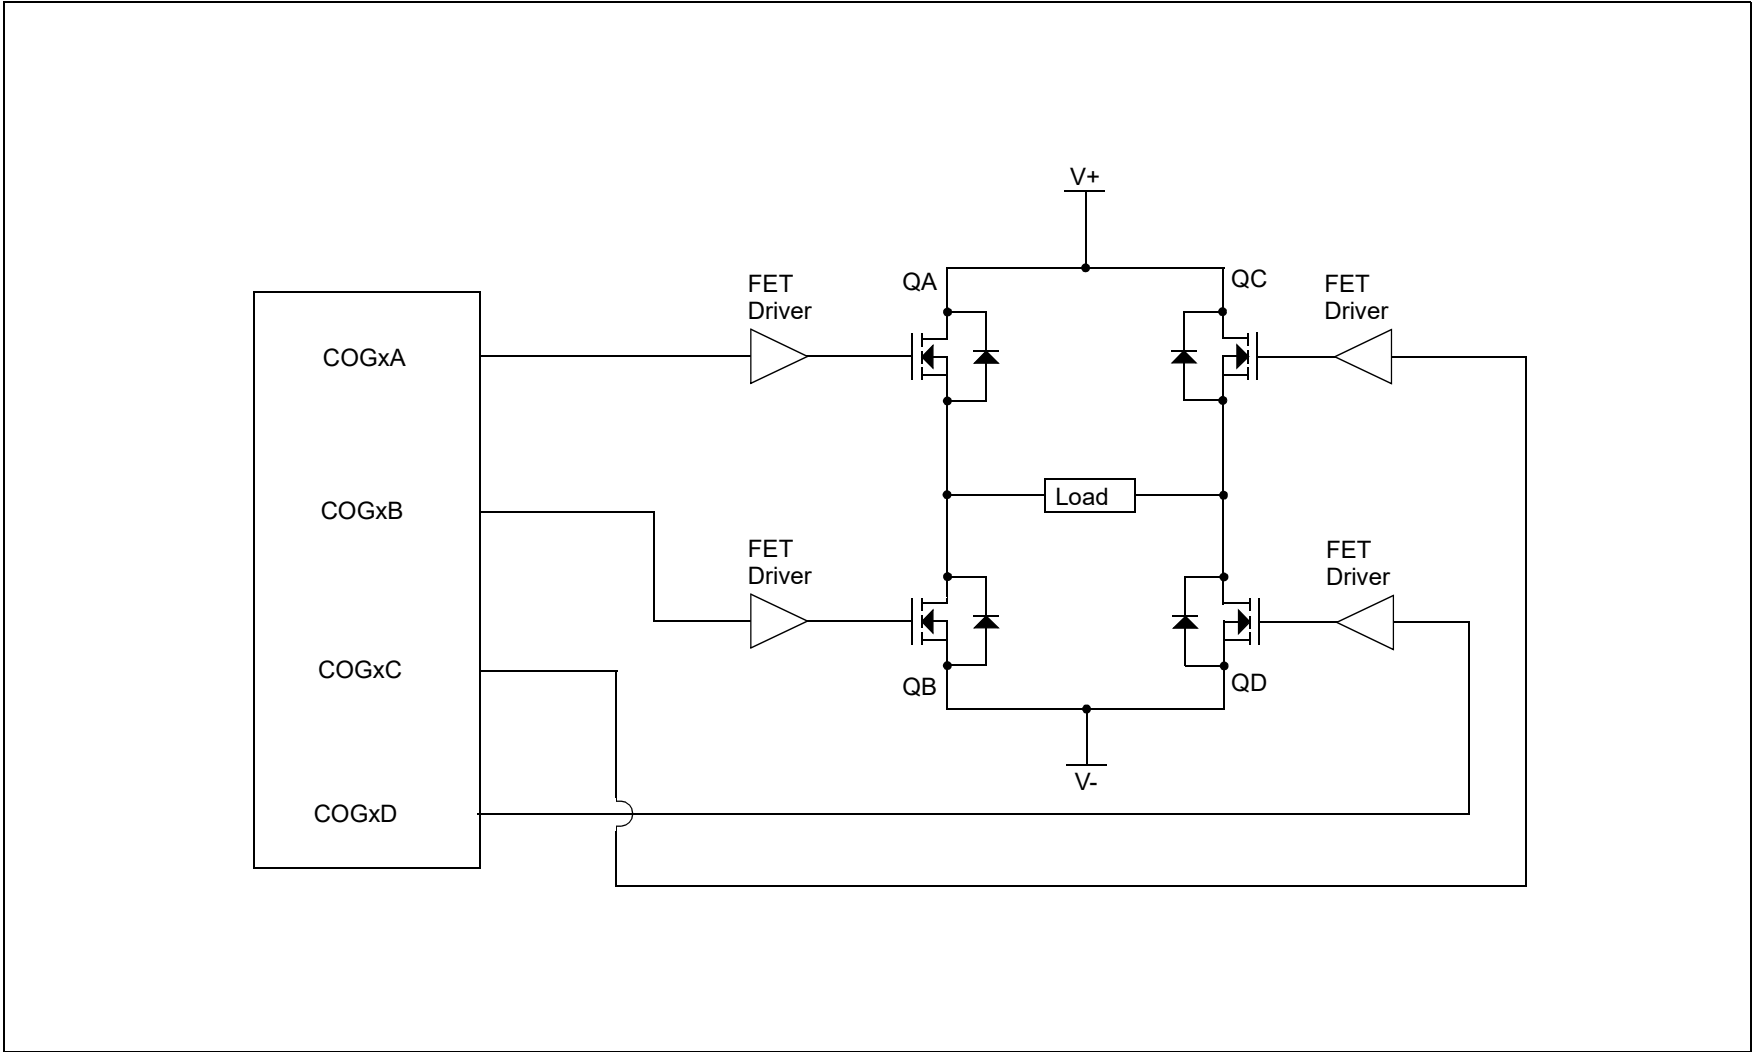 V+
FET
Driver
QA
QC
FET
Driver
COGxA
COGxB
Load
FET
Driver
FET
Driver
COGxC
QB
QD
V-
COGxD